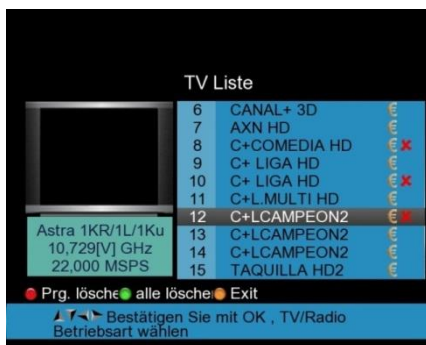 TV Liste
6 CANAL+ 3D €
7 AXN HD €
8 C+COMEDIA HD €
9 C+ LIGA HD €
10 C+ LIGA HD €
11 C+L.MULTI HD €
12 C+LCAMPEON2 €
13 C+LCAMPEON2 €
14 C+LCAMPEON2 €
15 TAQUILLA HD2 €
Astra 1KR/1L/1Ku
10,729[V] GHz
22,000 MSPS
Prg. lösche alle lösche Exit
Bestätigen Sie mit OK , TV/Radio
Betriebsart wählen